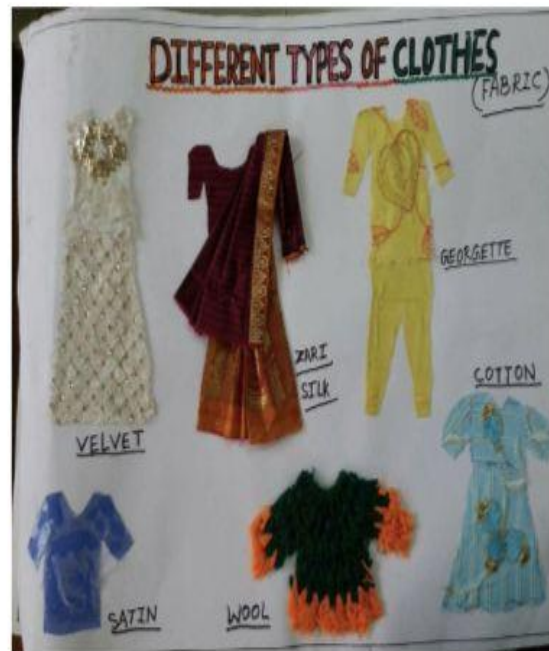 DIFFERENT TYPES OF CLOTHES
(FABRIC)
GEORGETTE
ZARI
SILK
COTTON
VELVET
SATIN
WOOL